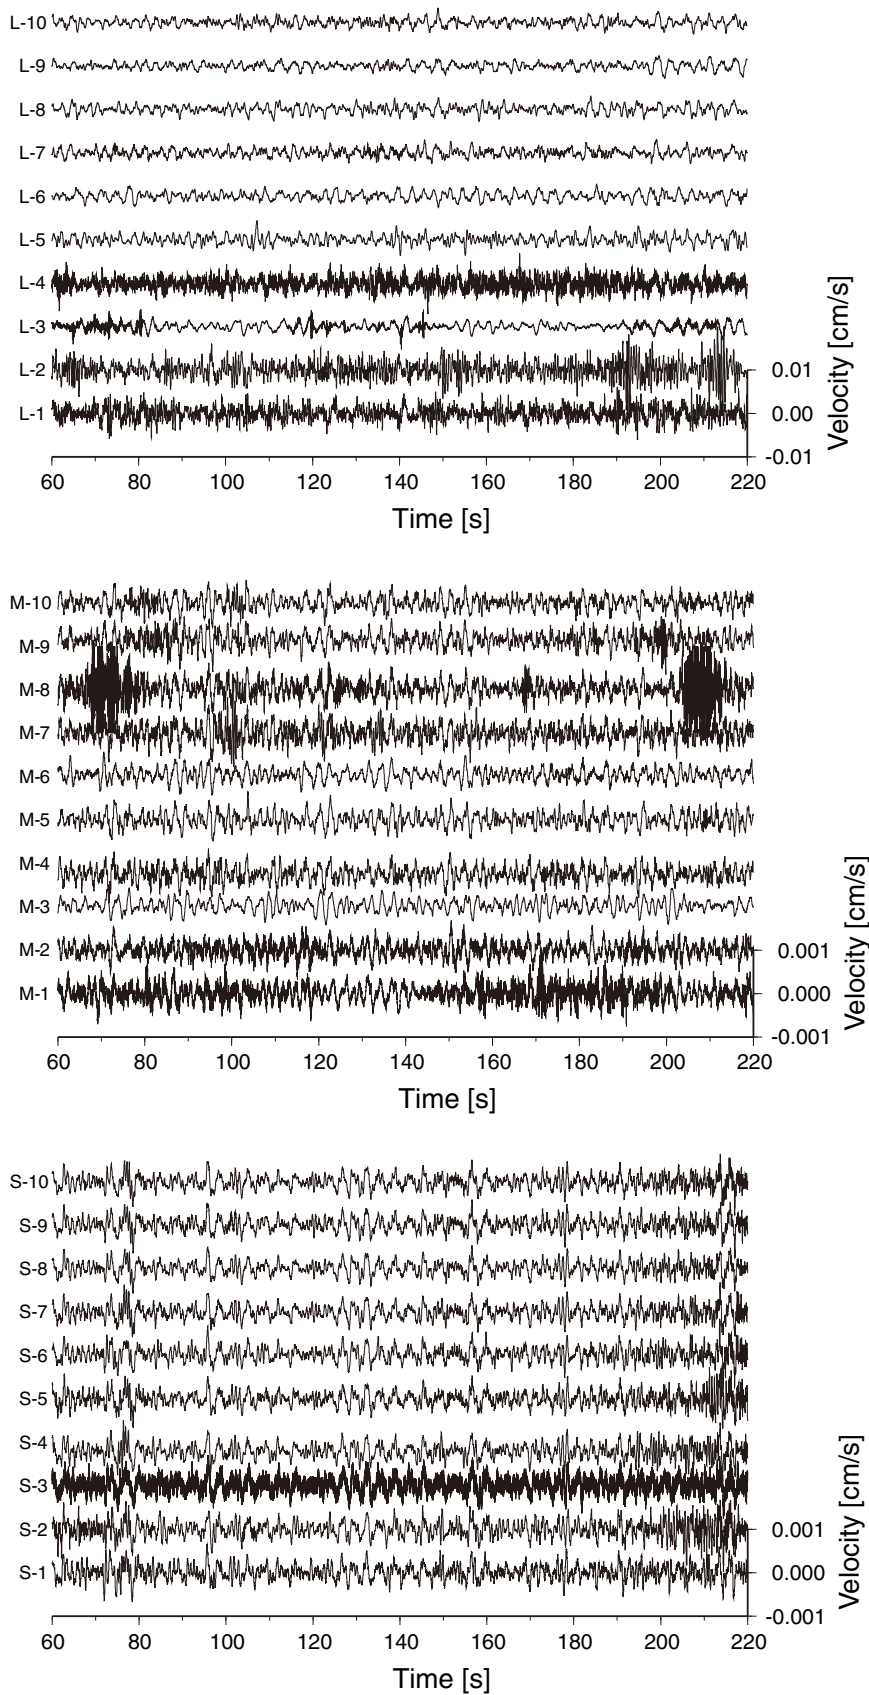 L-10
L-9
L-8
L-7
L-6
L-5
L-4
L-3
L-2
L-1
0.01
0.00
-0.01
Velocity [cm/s]
60 80 100 120 140 160 180 200 220
Time [s]
M-10
M-9
M-8
M-7
M-6
M-5
M-4
M-3
M-2
M-1
0.001
0.000
-0.001
Velocity [cm/s]
60 80 100 120 140 160 180 200 220
Time [s]
S-10
S-9
S-8
S-7
S-6
S-5
S-4
S-3
S-2
S-1
0.001
0.000
-0.001
Velocity [cm/s]
60 80 100 120 140 160 180 200 220
Time [s]